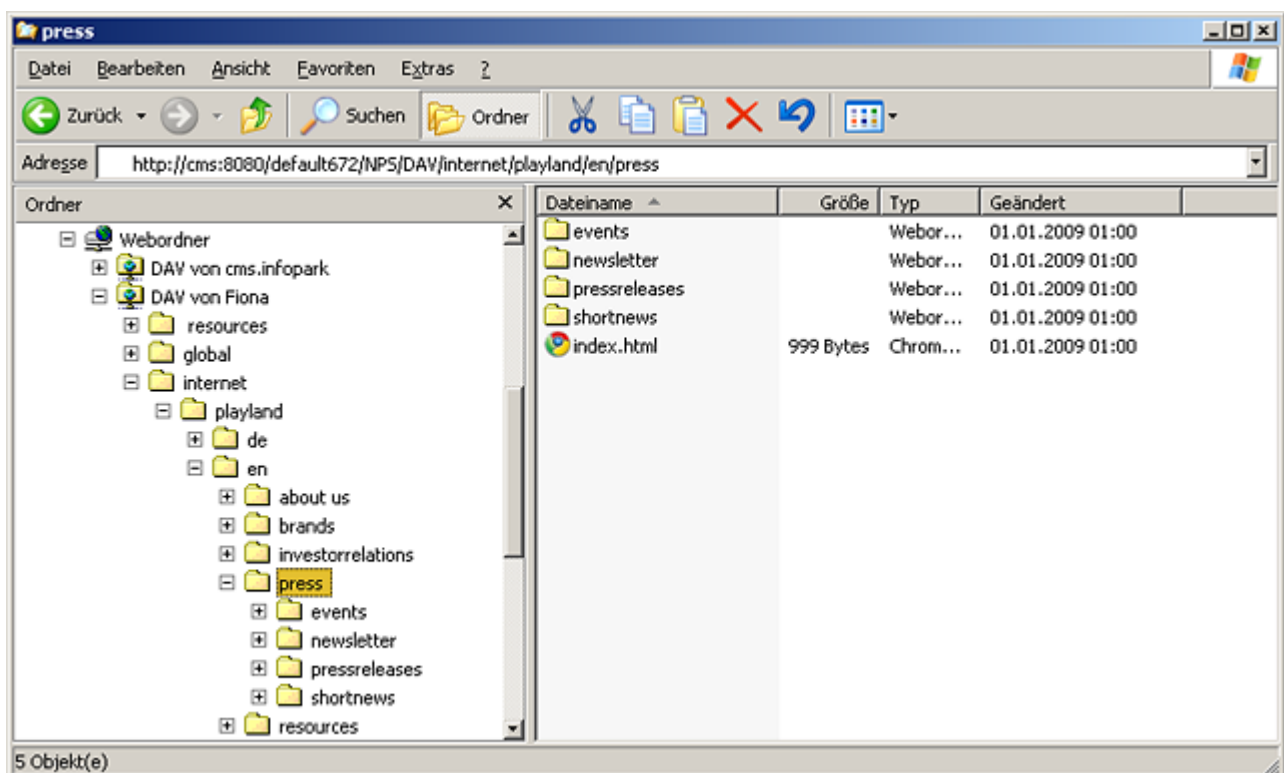 press
Datei Bearbeiten Ansicht Favoriten Extras ?
Zurück Suchen Ordner
Adresse http://cms:8080/default672/NPS/DAV/internet/playland/en/press
Ordner
Webordner
DAV von cms.infopark
DAV von Fiona
resources
global
internet
playland
de
en
about us
brands
investorrelations
press
events
newsletter
pressreleases
shortnews
resources
Dateiname Größe Typ Geändert
events Webor... 01.01.2009 01:00
newsletter Webor... 01.01.2009 01:00
pressreleases Webor... 01.01.2009 01:00
shortnews Webor... 01.01.2009 01:00
index.html 999 Bytes Chrom... 01.01.2009 01:00
5 Objekt(e)